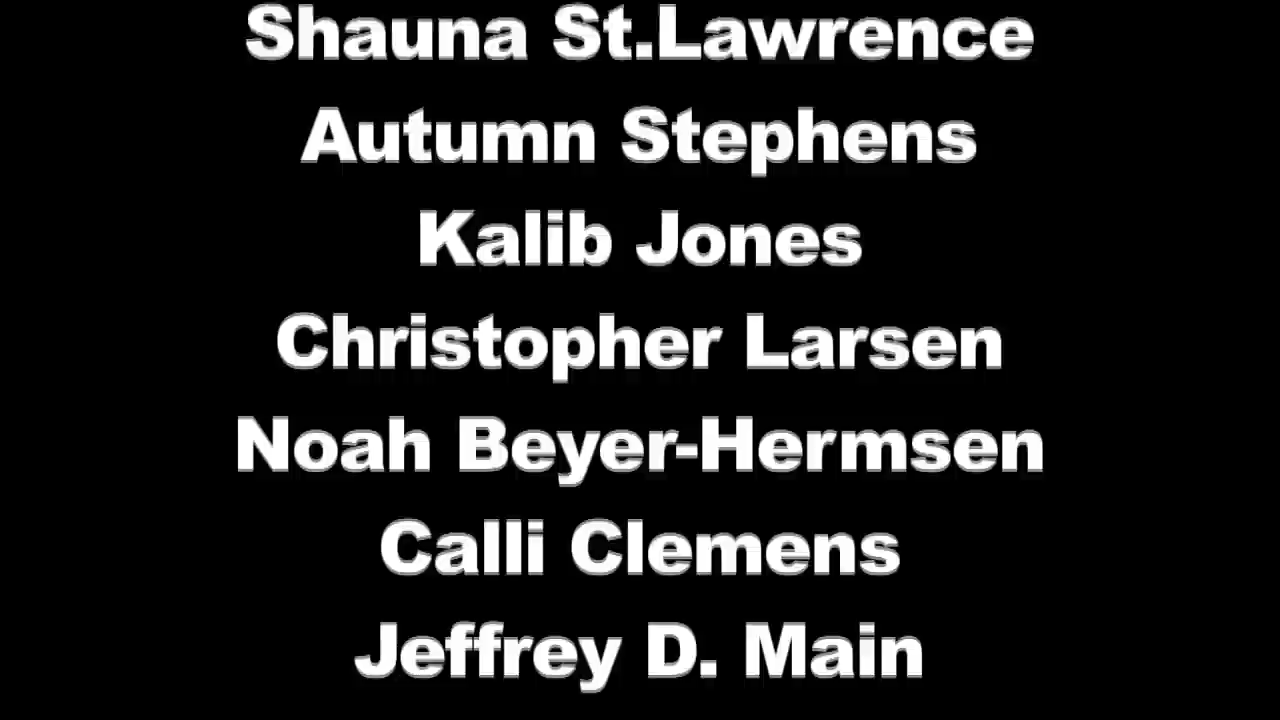 Shauna St.Lawrence
Autumn Stephens
Kalib Jones
Christopher Larsen
Noah Beyer-Hermsen
Calli Clemens
Jeffrey D. Main